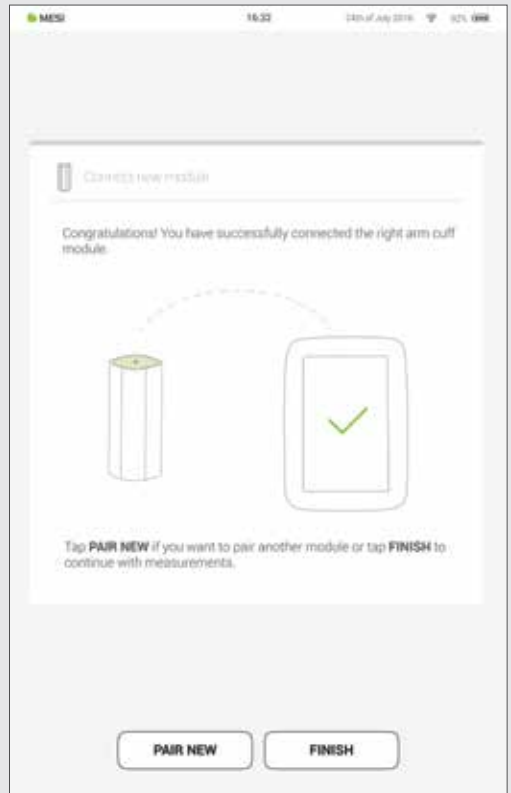 MESI
16:32
24th of July 2016
92%
Connect new module
Congratulations! You have successfully connected the right arm cuff
module.
Tap PAIR NEW if you want to pair another module or tap FINISH to
continue with measurements.
PAIR NEW
FINISH